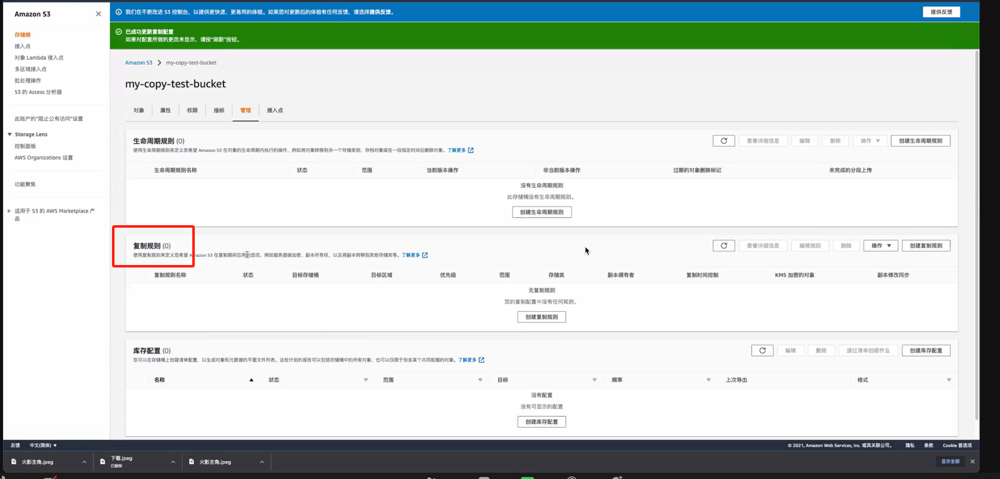 Amazon S3
存储桶
接入点
对象 Lambda 接入点
多区域接入点
批处理操作
S3 的 Access 分析器
此账户的“阻止公有访问”设置
Storage Lens
控制面板
AWS Organizations 设置
功能聚焦
适用于 S3 的 AWS Marketplace 产
品
我们在不断改进 S3 控制台，以提供更快速、更易用的体验。如果您对更新后的体验有任何反馈，请选择提供反馈。
提供反馈
已成功更新复制配置
如果对配置所做的更改未显示，请按“刷新”按钮。
Amazon S3 my-copy-test-bucket
my-copy-test-bucket
对象 属性 权限 指标 管理 接入点
生命周期规则 (0)
查看详细信息 编辑 删除 操作 创建生命周期规则
使用生命周期规则来定义您希望 Amazon S3 在对象的生命周期内执行的操作，例如将对象转移到另一个存储类别、存档对象或在一段指定时间后删除对象。了解更多
生命周期规则名称 状态 范围 当前版本操作 非当前版本操作 过期的对象删除标记 未完成的分段上传
没有生命周期规则
此存储桶没有生命周期规则。
创建生命周期规则
复制规则 (0)
查看详细信息 编辑规则 删除 操作 创建复制规则
使用复制规则来定义您希望 Amazon S3 在复制期间应用的选项，例如服务器端加密、副本所有权，以及将副本转移到其他存储类等。了解更多
复制规则名称 状态 目标存储桶 目标区域 优先级 范围 存储类 副本拥有者 复制时间控制 KMS 加密的对象 副本修改同步
无复制规则
您的复制配置中没有任何规则。
创建复制规则
库存配置 (0)
编辑 删除 通过清单创建作业 创建库存配置
您可以在存储桶上创建清单配置，以生成对象和元数据的平面文件列表。这些计划的报告可以包括存储桶中的所有对象，也可以仅限于包含某个共同前缀的对象。了解更多
名称 状态 范围 目标 频率 上次导出 格式
没有配置
没有可显示的配置
创建库存配置
反馈 中文(简体)
© 2021, Amazon Web Services, Inc. 或其关联公司。 隐私 条款 Cookie 首选项
火影主角.jpeg
下载.jpeg
已删除
火影主角.jpeg
显示全部